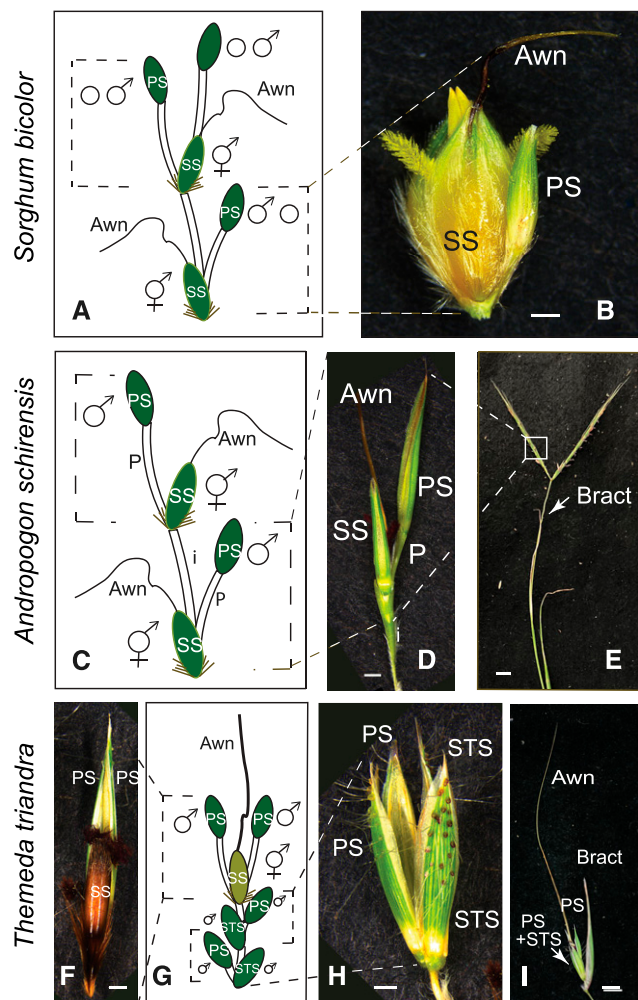 Sorghum bicolor
PS
Awn
PS
SS
♀
Awn
SS
A
Awn
PS
SS
B
Andropogon schirensis
PS
P
Awn
SS
i
PS
P
Awn
SS
C
Awn
PS
SS
P
i
D
Bract
E
Themeda triandra
PS
PS
SS
F
Awn
PS
PS
SS
PS
STS
PS
STS
G
PS
STS
PS
STS
H
Awn
Bract
PS
PS
+STS
I